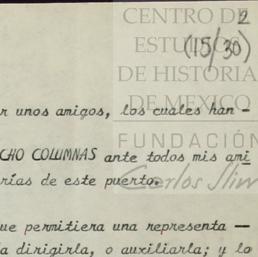 CENTRO DE
ESTUDIOS
DE HISTORIA
DE MEXICO
FUNDACIÓN
Carlos Slim
2
(15/30)
r unos amigos, los cuales han -
CHO COLUMNAS ante todos mis ami
rías de este puerto.
ue permitiera una representa —
a dirigirla, o auxiliarla; y lo